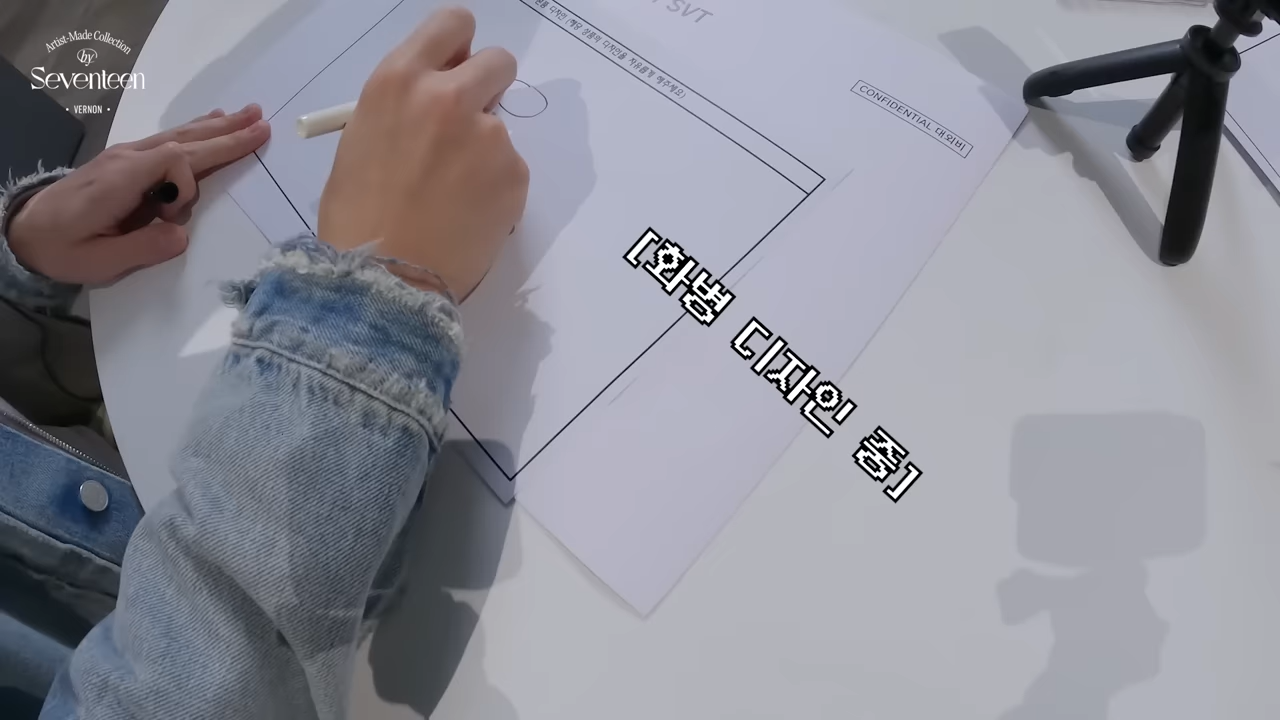 Artist-Made Collection
by
Seventeen
• VERNON •
SVT
CONFIDENTIAL 대외비
[화병 디자인 중]